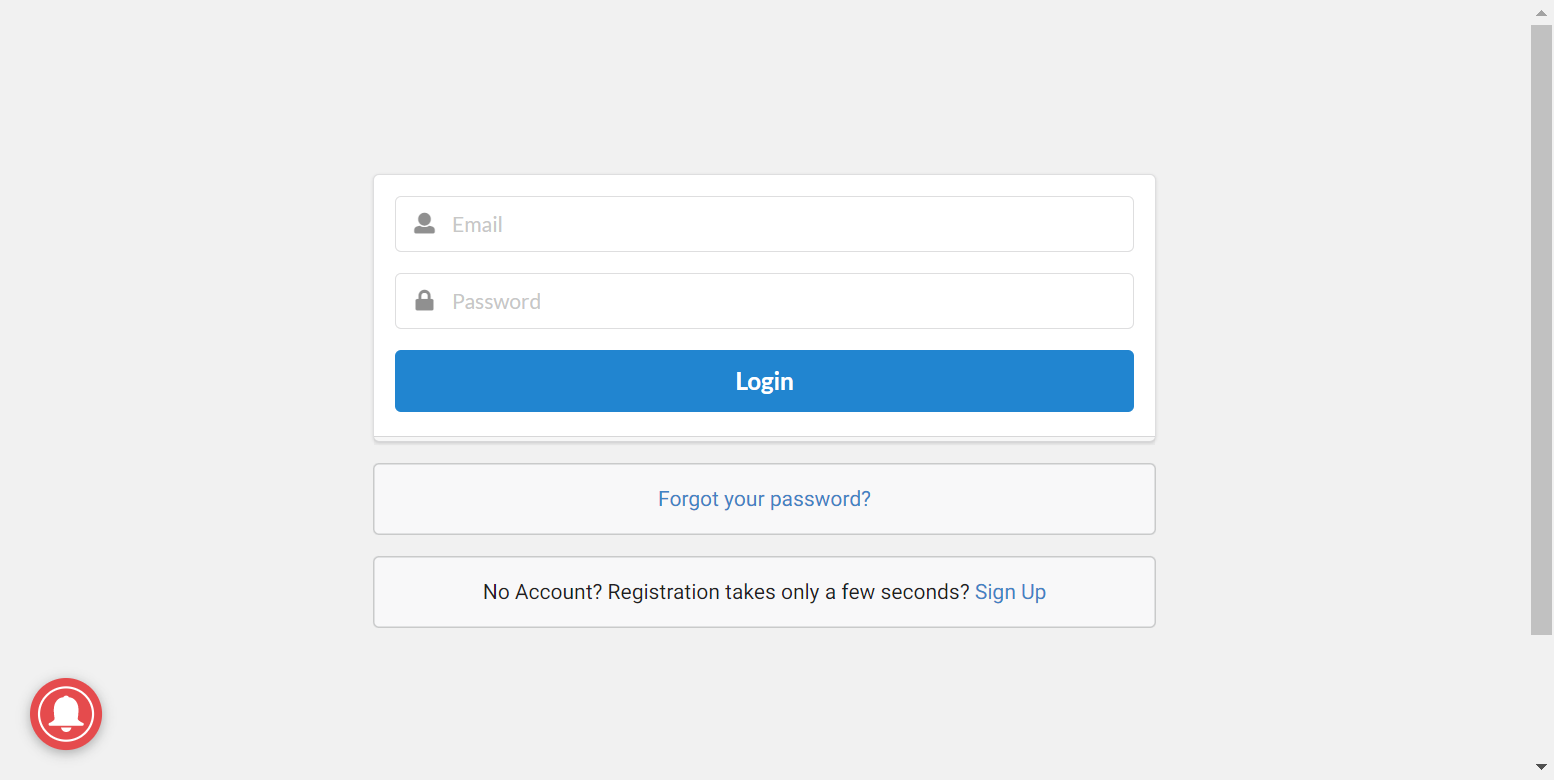 Email
Password
Login
Forgot your password?
No Account? Registration takes only a few seconds? Sign Up